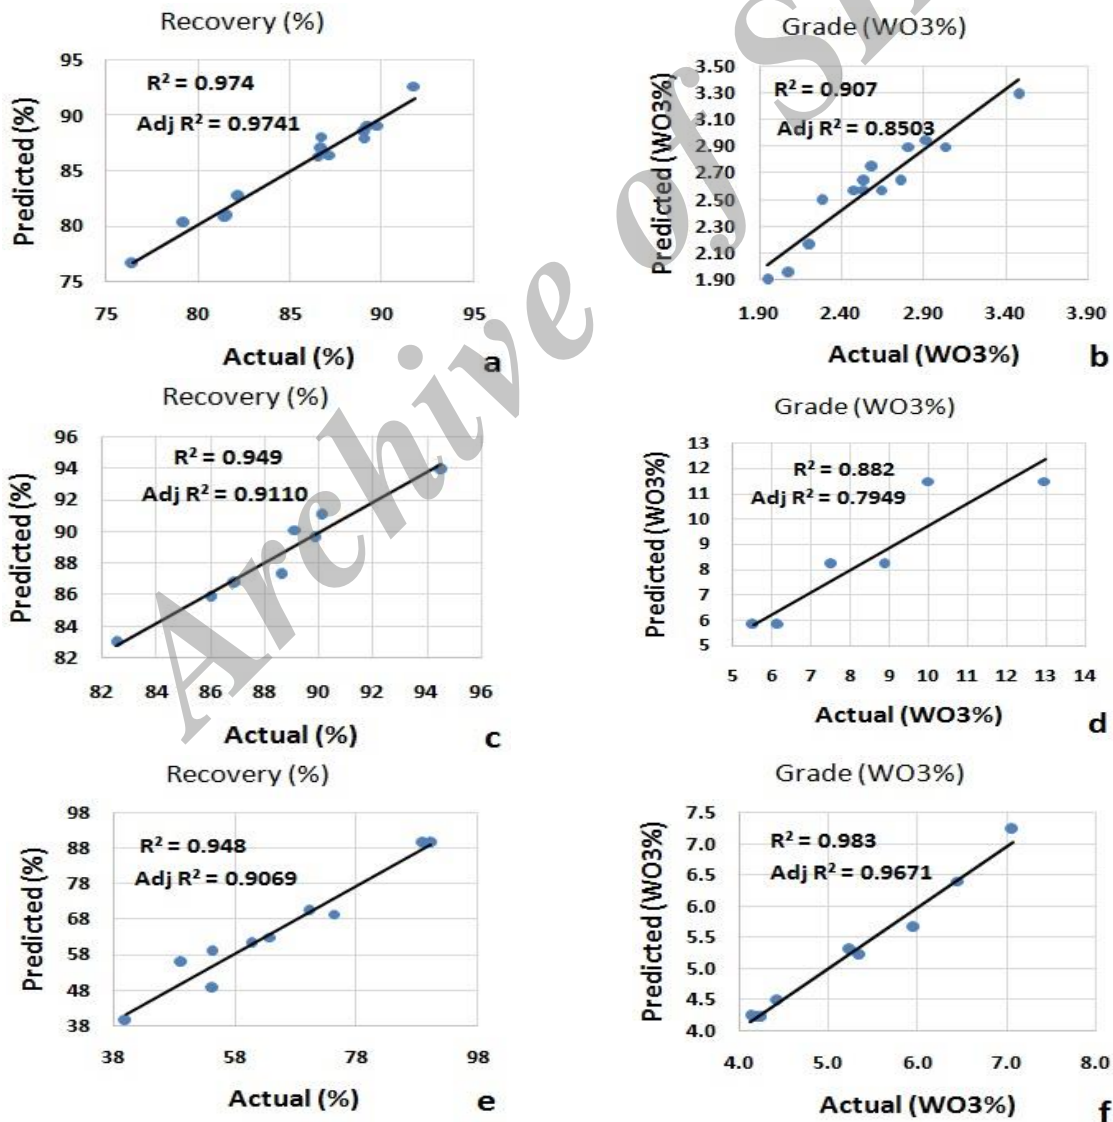 Recovery (%)
95
90
85
80
75
Predicted (%)
R² = 0.974
Adj R² = 0.9741
75 80 85 90 95
Actual (%)
a
Grade (WO3%)
3.50
3.30
3.10
2.90
2.70
2.50
2.30
2.10
1.90
Predicted (WO3%)
R² = 0.907
Adj R² = 0.8503
1.90 2.40 2.90 3.40 3.90
Actual (WO3%)
b
Recovery (%)
96
94
92
90
88
86
84
82
Predicted (%)
R² = 0.949
Adj R² = 0.9110
82 84 86 88 90 92 94 96
Actual (%)
c
Grade (WO3%)
13
12
11
10
9
8
7
6
5
Predicted (WO3%)
R² = 0.882
Adj R² = 0.7949
5 6 7 8 9 10 11 12 13 14
Actual (WO3%)
d
Recovery (%)
98
88
78
68
58
48
38
Predicted (%)
R² = 0.948
Adj R² = 0.9069
38 58 78 98
Actual (%)
e
Grade (WO3%)
7.5
7.0
6.5
6.0
5.5
5.0
4.5
4.0
Predicted (WO3%)
R² = 0.983
Adj R² = 0.9671
4.0 5.0 6.0 7.0 8.0
Actual (WO3%)
f
Archive of